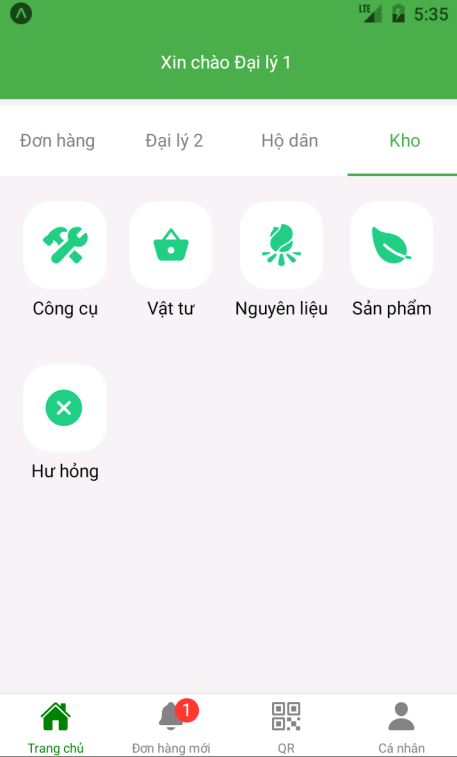 LTE 5:35
Xin chào Đại lý 1
Đơn hàng Đại lý 2 Hộ dân Kho
Công cụ Vật tư Nguyên liệu Sản phẩm
Hư hỏng
1
Trang chủ Đơn hàng mới QR Cá nhân